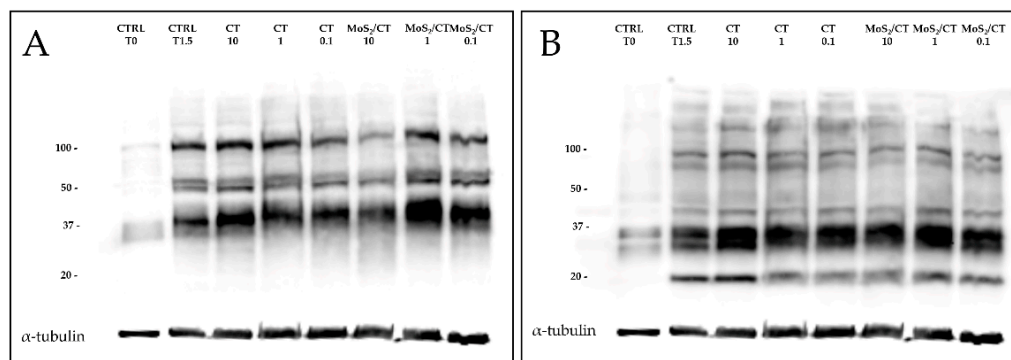 A
CTRL CTRL CT CT CT MoS₂/CT MoS₂/CT MoS₂/CT
T0 T1.5 10 1 0.1 10 1 0.1
100 -
50 -
37 -
20 -
α-tubulin
B
CTRL CTRL CT CT CT MoS₂/CT MoS₂/CT MoS₂/CT
T0 T1.5 10 1 0.1 10 1 0.1
100 -
50 -
37 -
20 -
α-tubulin